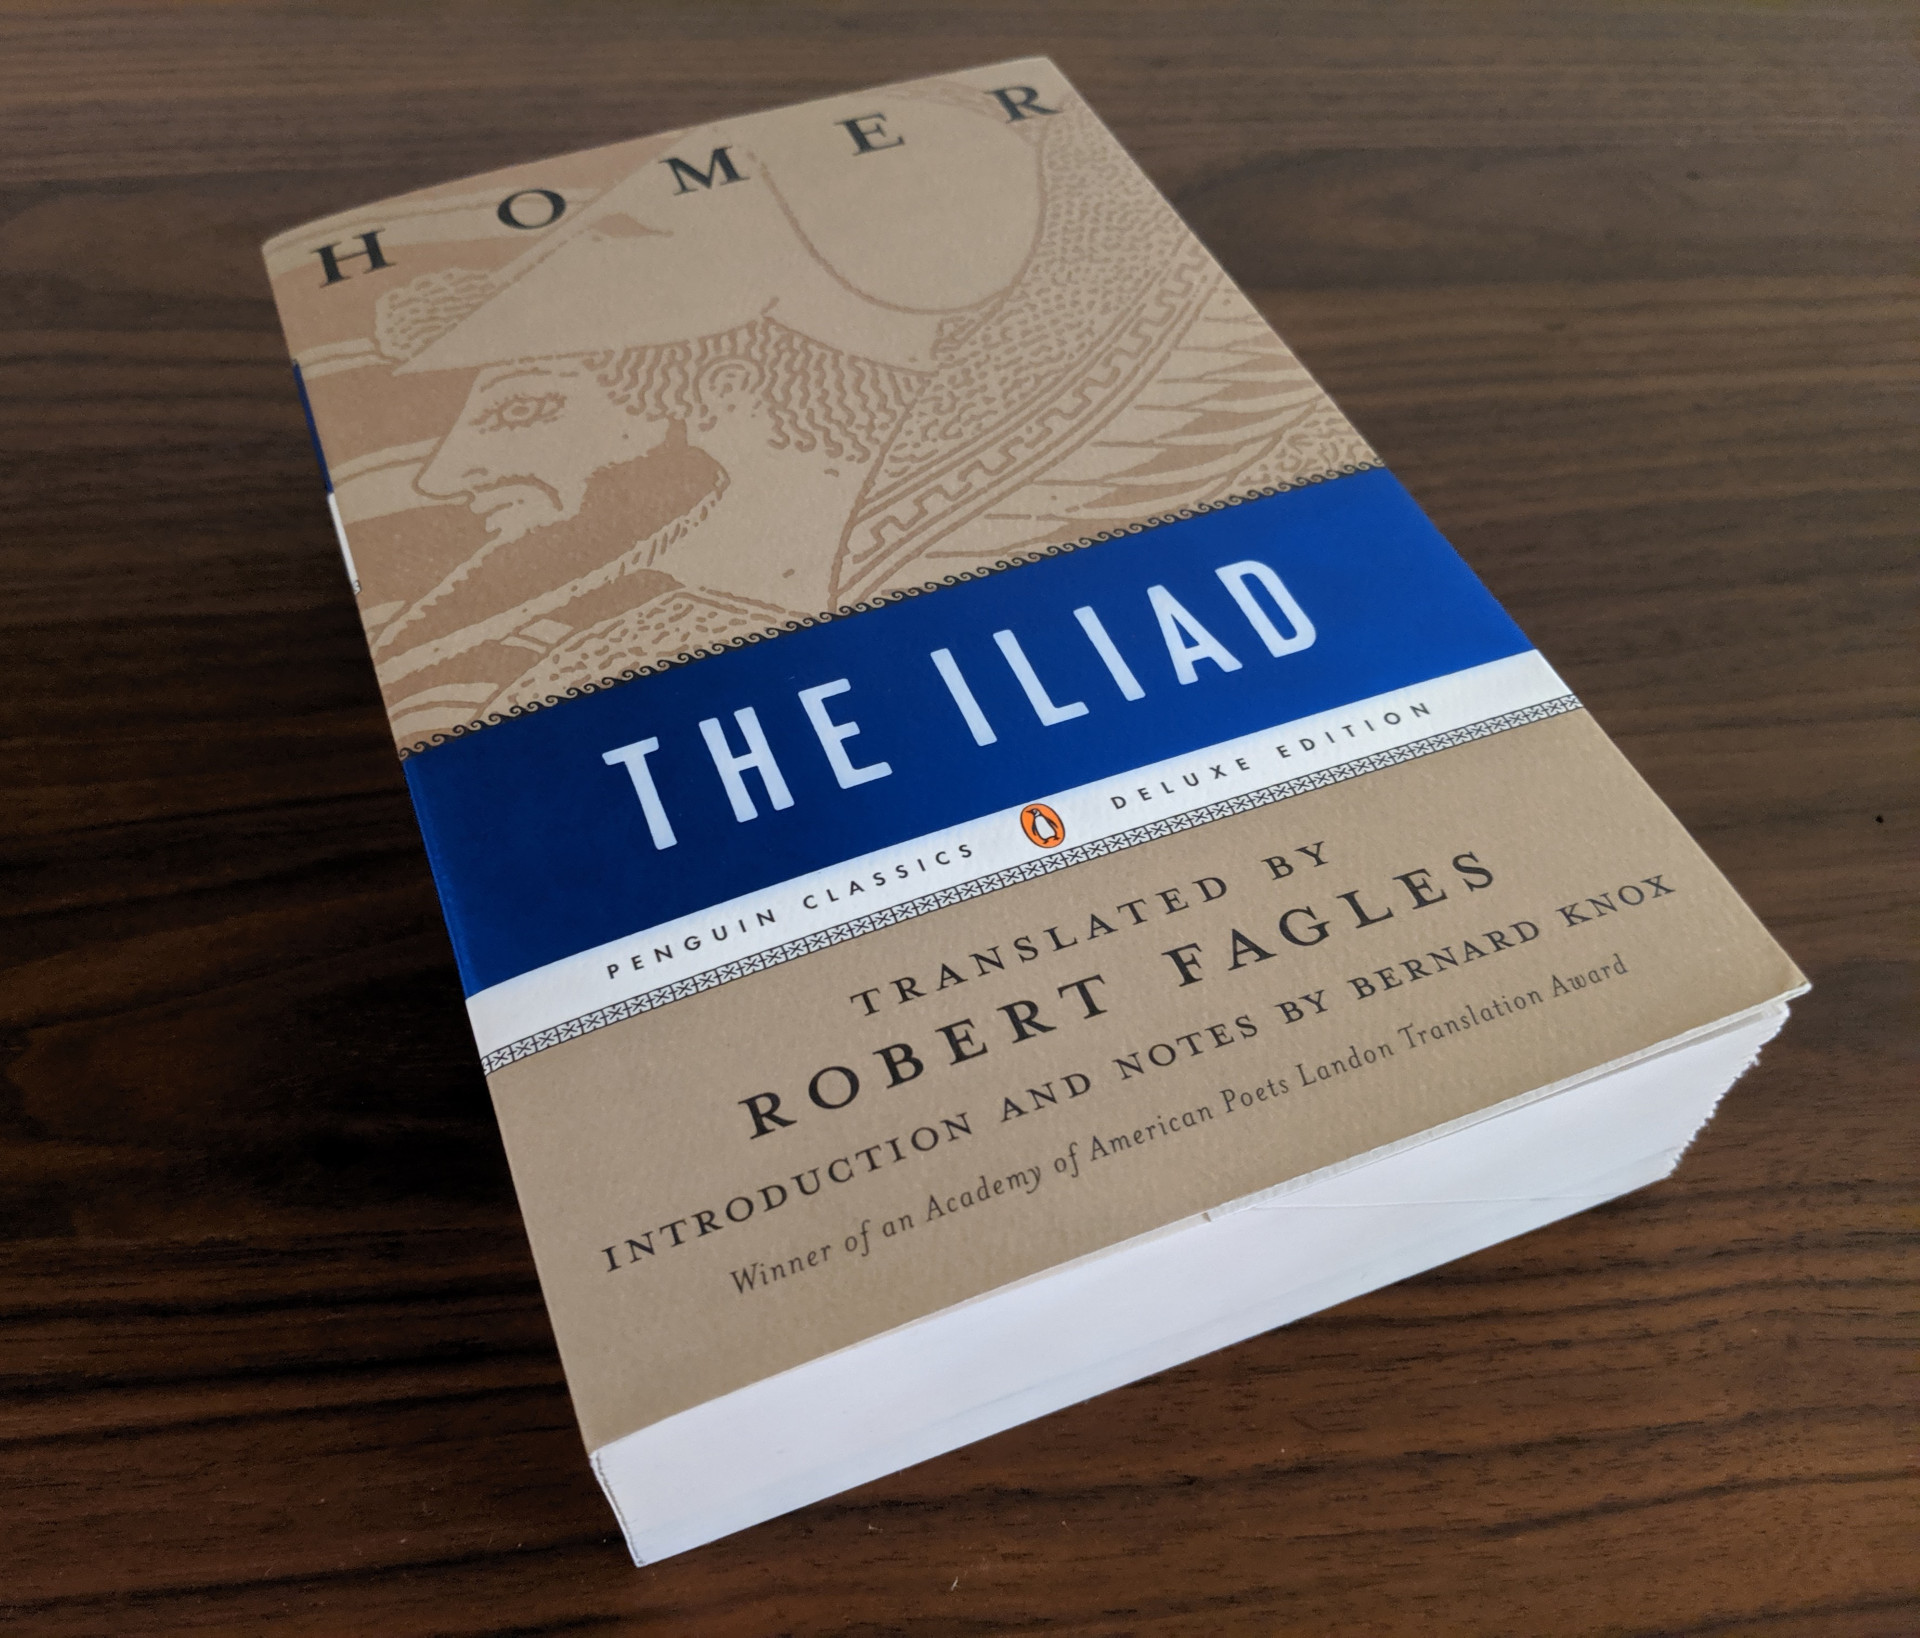 HOMER
THE ILIAD
PENGUIN CLASSICS DELUXE EDITION
TRANSLATED BY
ROBERT FAGLES
INTRODUCTION AND NOTES BY BERNARD KNOX
Winner of an Academy of American Poets Landon Translation Award